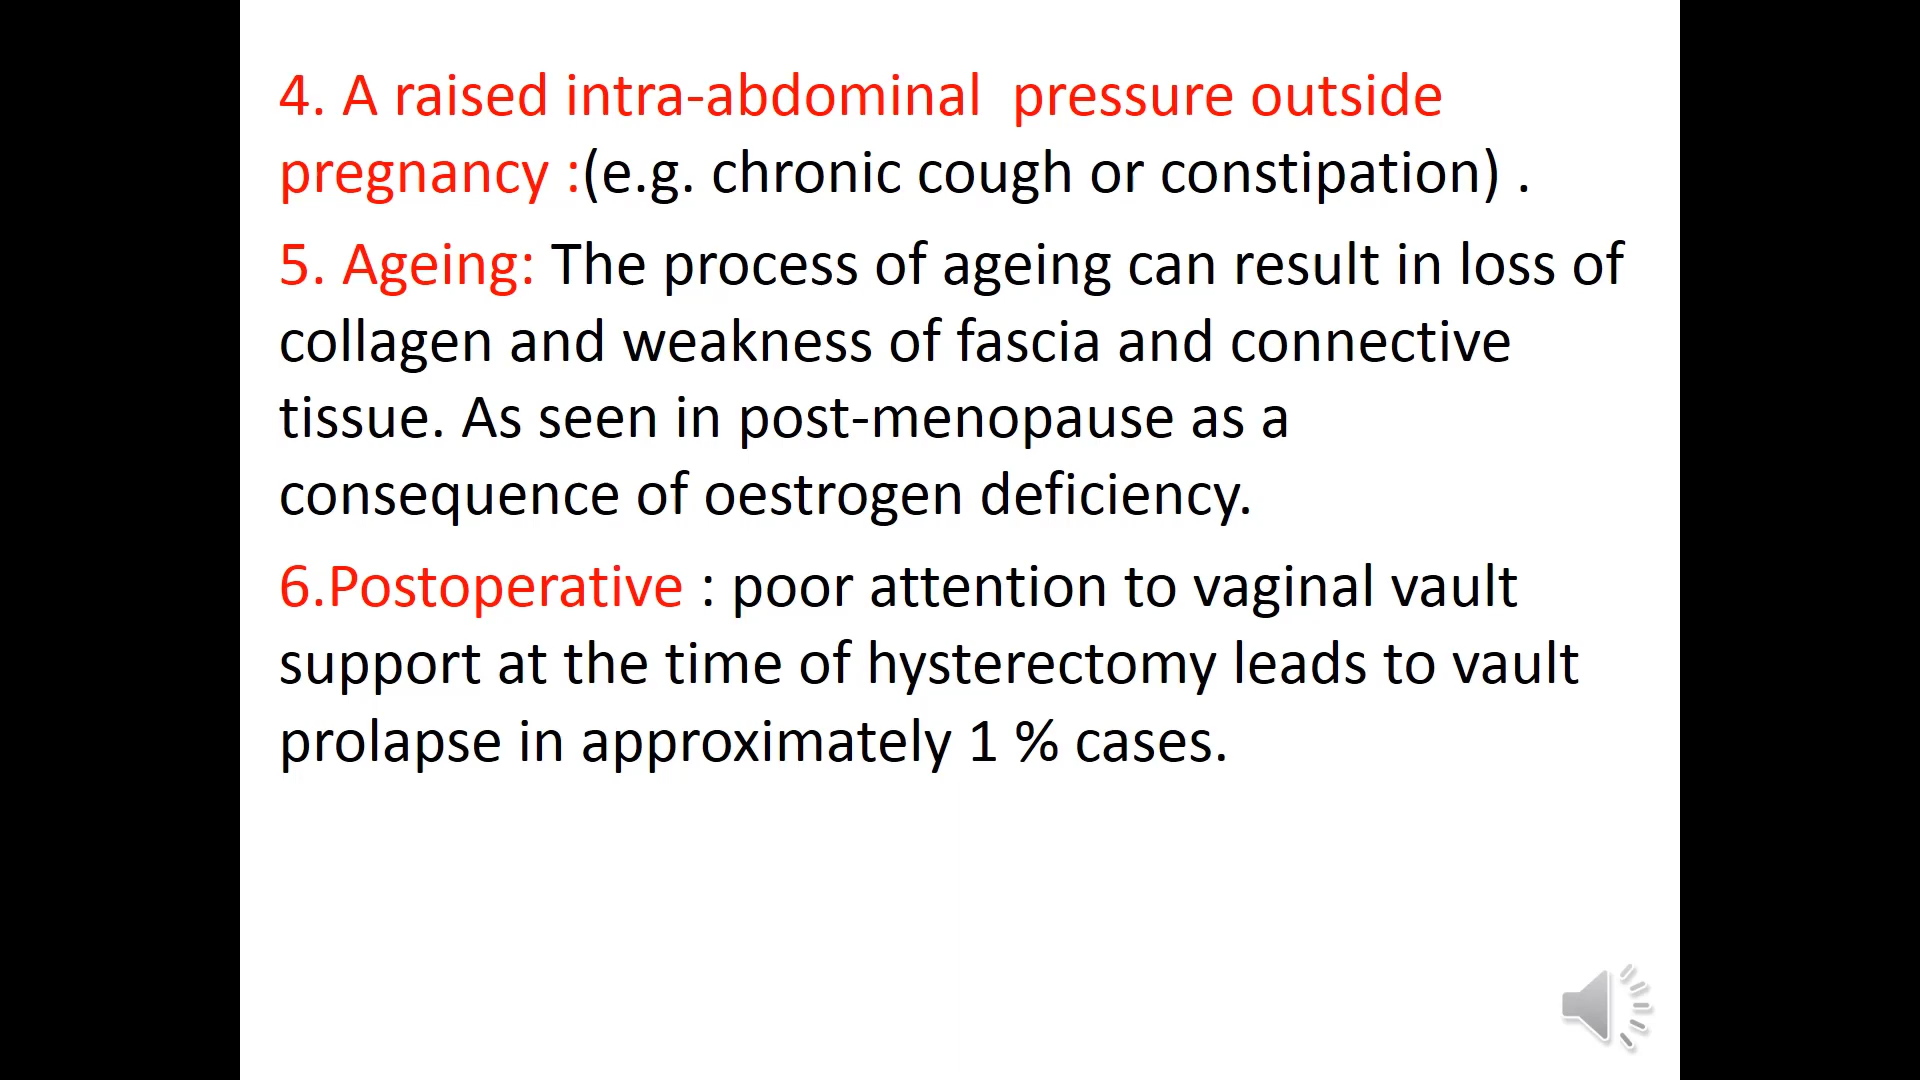 4. A raised intra-abdominal  pressure outside
pregnancy :(e.g. chronic cough or constipation) .
5. Ageing: The process of ageing can result in loss of
collagen and weakness of fascia and connective
tissue. As seen in post-menopause as a
consequence of oestrogen deficiency.
6.Postoperative : poor attention to vaginal vault
support at the time of hysterectomy leads to vault
prolapse in approximately 1 % cases.